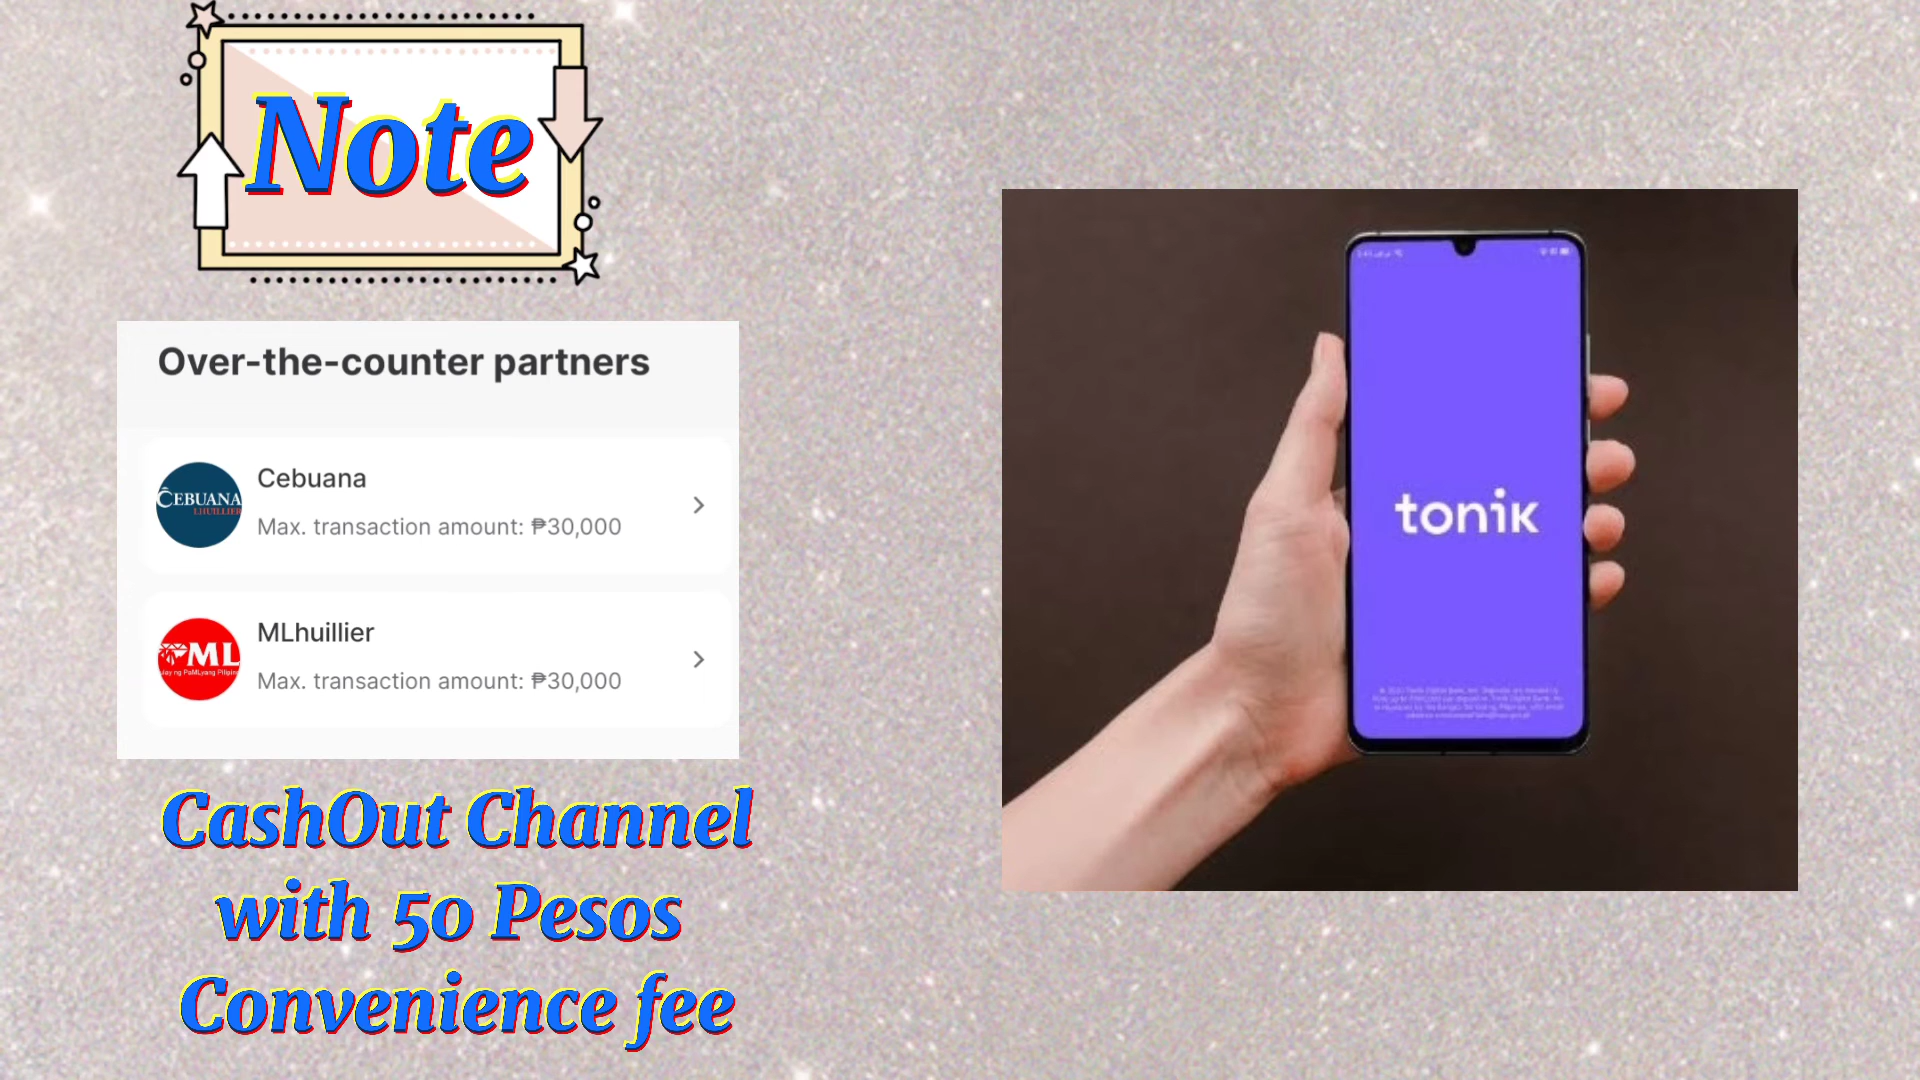 Note
Over-the-counter partners
CEBUANA
LHUILLIER
Cebuana
Max. transaction amount: ₱30,000
ML
MLhuillier
Max. transaction amount: ₱30,000
CashOut Channel
with 50 Pesos
Convenience fee
tonik